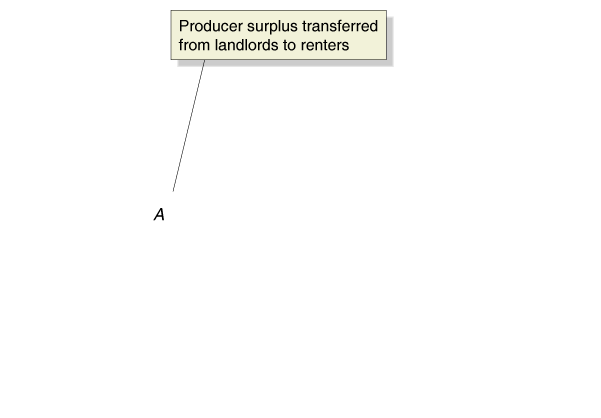 Producer surplus transferred
from landlords to renters
A